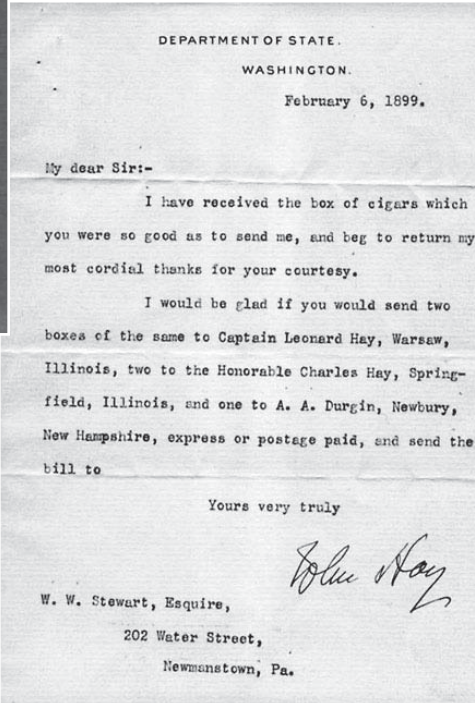 DEPARTMENT OF STATE.
WASHINGTON.
February 6, 1899.
My dear Sir:-
I have received the box of cigars which
you were so good as to send me, and beg to return my
most cordial thanks for your courtesy.
I would be glad if you would send two
boxes of the same to Captain Leonard Hay, Warsaw,
Illinois, two to the Honorable Charles Hay, Spring-
field, Illinois, and one to A. A. Durgin, Newbury,
New Hampshire, express or postage paid, and send the
bill to
Yours very truly
John Hay
W. W. Stewart, Esquire,
202 Water Street,
Newmanstown, Pa.